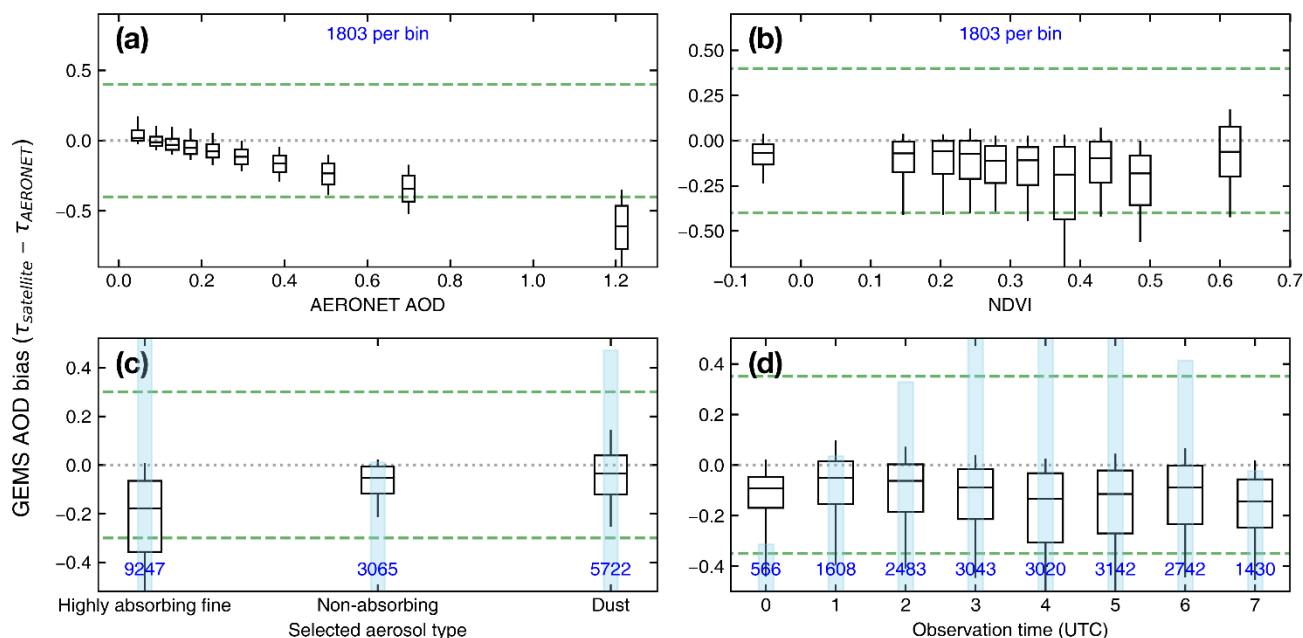 GEMS AOD bias (τsatellite − τAERONET)
(a)
1803 per bin
0.5
0.0
−0.5
0.0 0.2 0.4 0.6 0.8 1.0 1.2
AERONET AOD
(b)
1803 per bin
0.50
0.25
0.00
−0.25
−0.50
−0.1 0.0 0.1 0.2 0.3 0.4 0.5 0.6 0.7
NDVI
(c)
0.4
0.2
0.0
−0.2
−0.4
9247 3065 5722
Highly absorbing fine Non-absorbing Dust
Selected aerosol type
(d)
0.4
0.2
0.0
−0.2
−0.4
566 1608 2483 3043 3020 3142 2742 1430
0 1 2 3 4 5 6 7
Observation time (UTC)